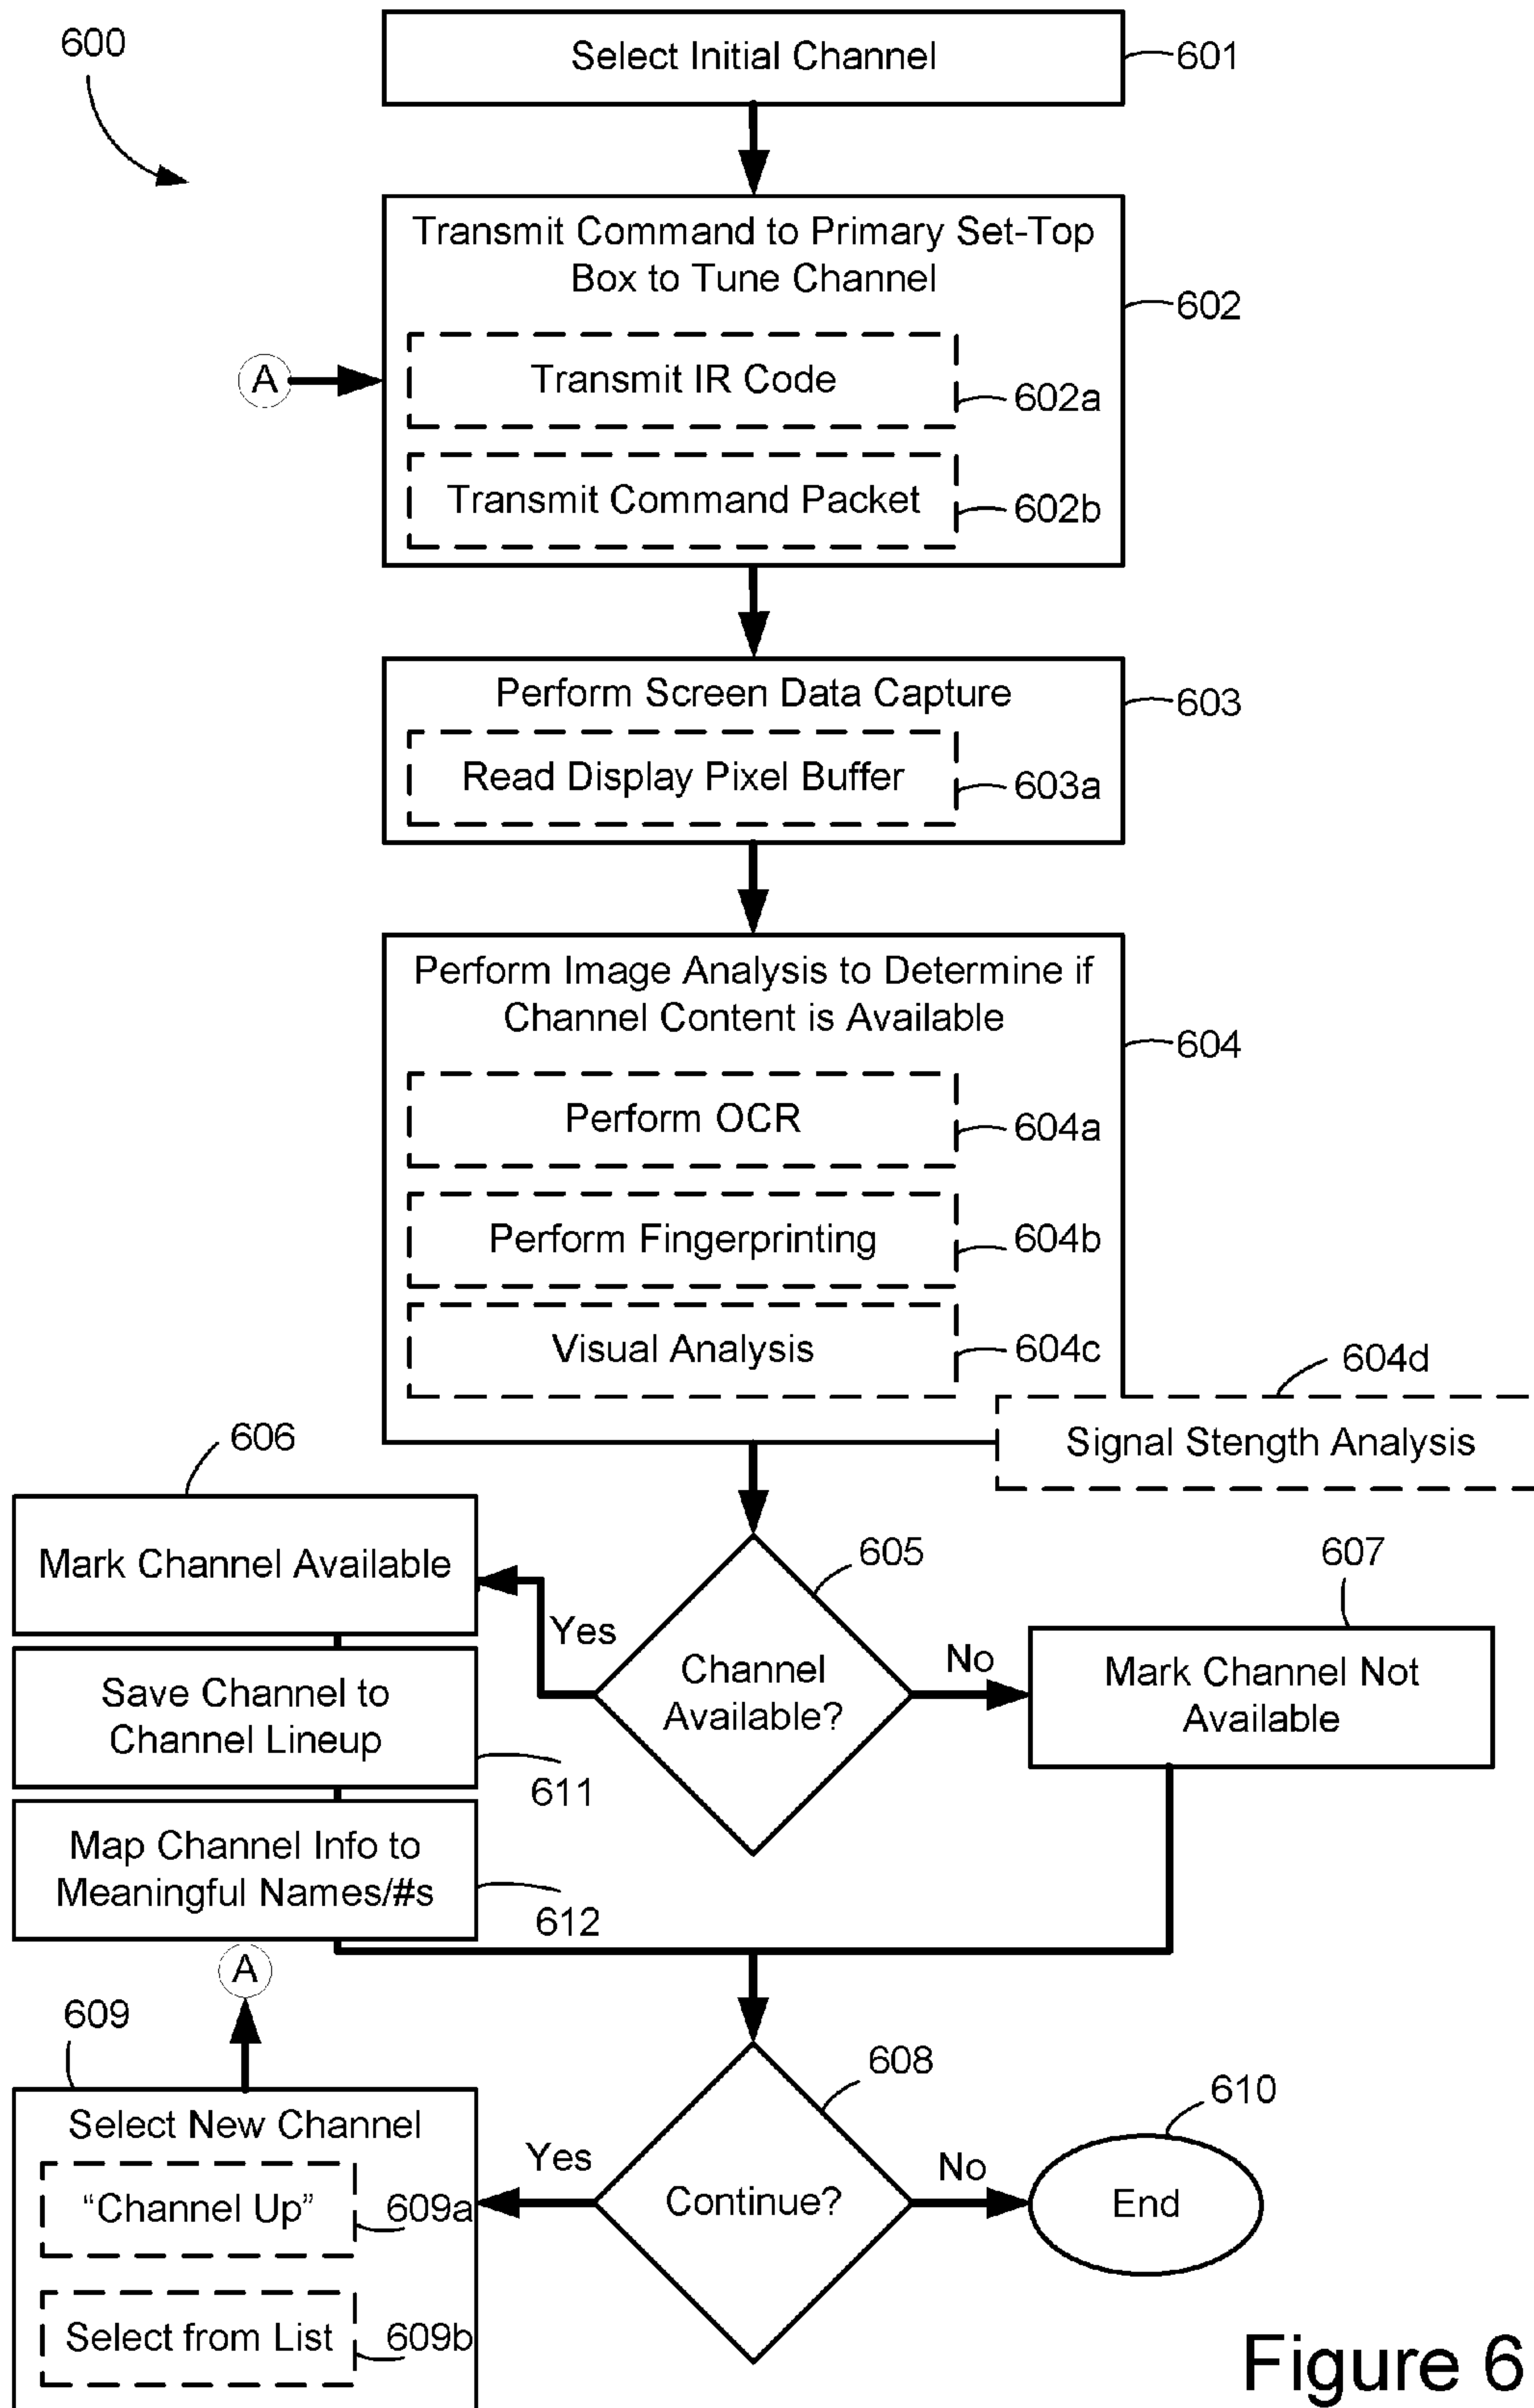 600
Select Initial Channel
601
Transmit Command to Primary Set-Top
Box to Tune Channel
602
A
Transmit IR Code
602a
Transmit Command Packet
602b
Perform Screen Data Capture
603
Read Display Pixel Buffer
603a
Perform Image Analysis to Determine if
Channel Content is Available
604
Perform OCR
604a
Perform Fingerprinting
604b
Visual Analysis
604c
604d
Signal Stength Analysis
606
Mark Channel Available
605
Channel
Available?
Yes
No
607
Mark Channel Not
Available
Save Channel to
Channel Lineup
611
Map Channel Info to
Meaningful Names/#s
612
A
609
Select New Channel
“Channel Up”
609a
Select from List
609b
608
Continue?
Yes
No
610
End
Figure 6